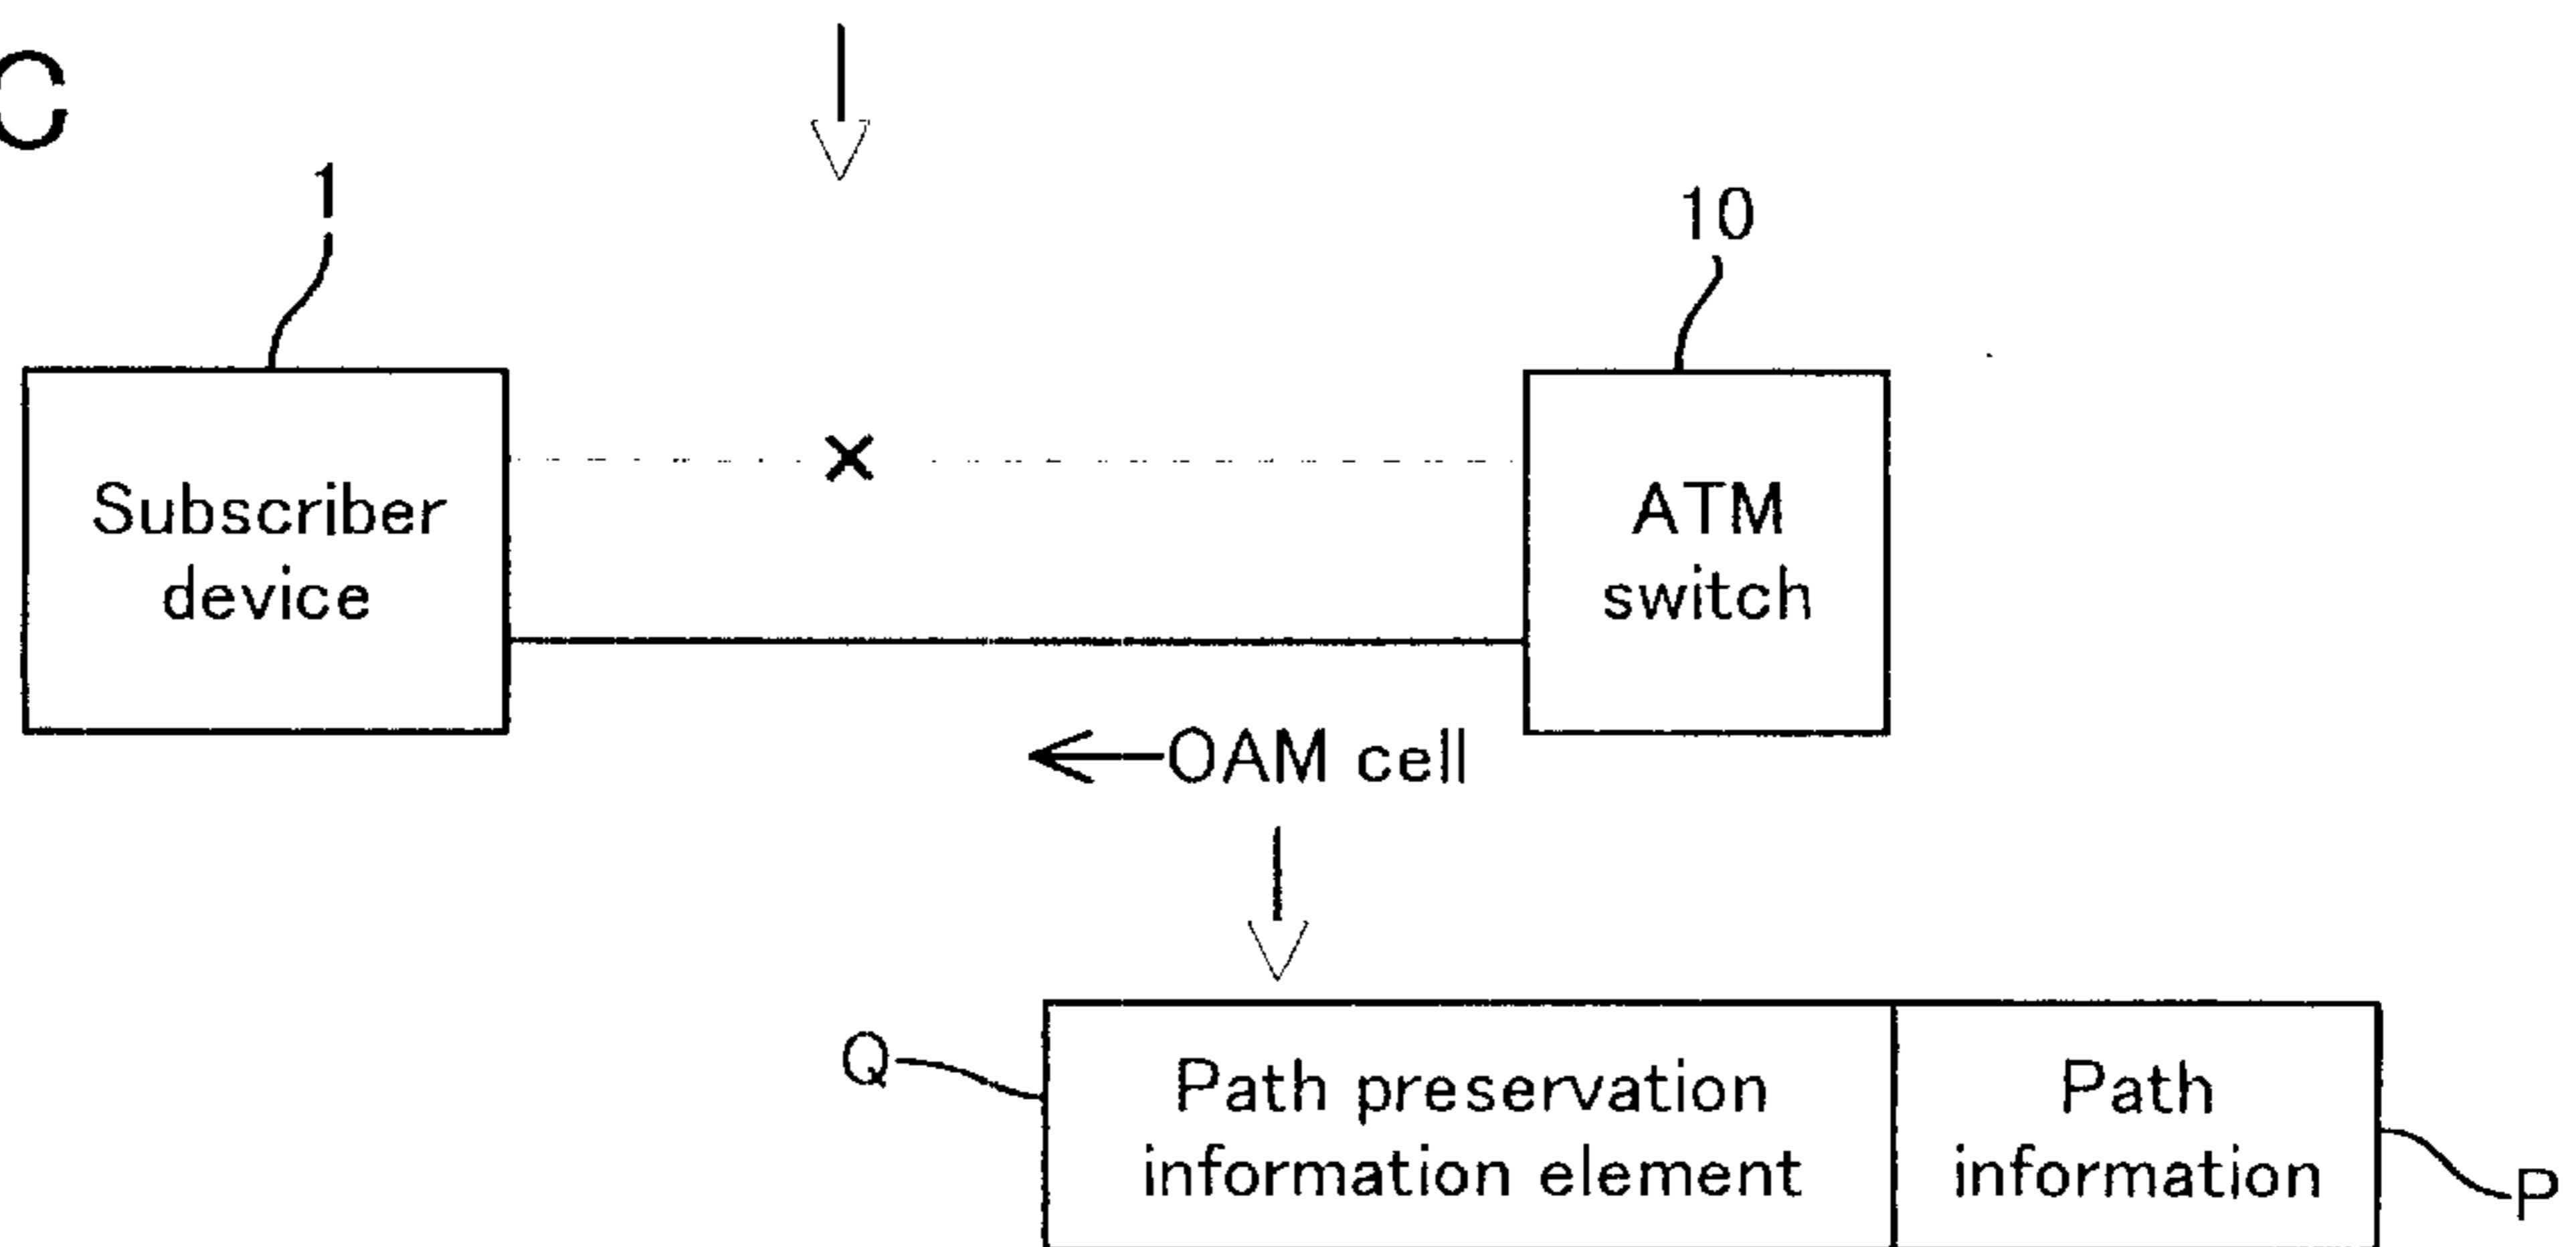 C
1
10
Subscriber
device
ATM
switch
OAM cell
Q
Path preservation
information element
Path
information
P